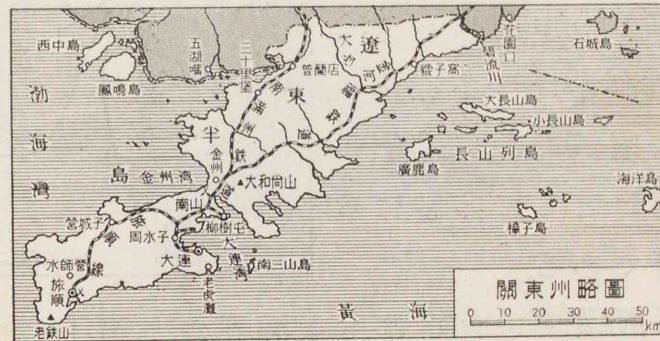 關東州略圖
0 10 20 30 40 50 km
遼東半島
渤海灣
黃海
西中島
鳳鳴島
五湖嘴
三十里堡
普蘭店
大沙河
貔子窩
碧流川
花園口
石城島
大長山島
小長山島
長山列島
廣鹿島
海洋島
樟子島
南滿州鉄道
金州
金州湾
大和尚山
南山
柳樹屯
大連湾
南三山島
營城子
周水子
大連
老虎灘
旅順線
水師營
旅順
老鉄山